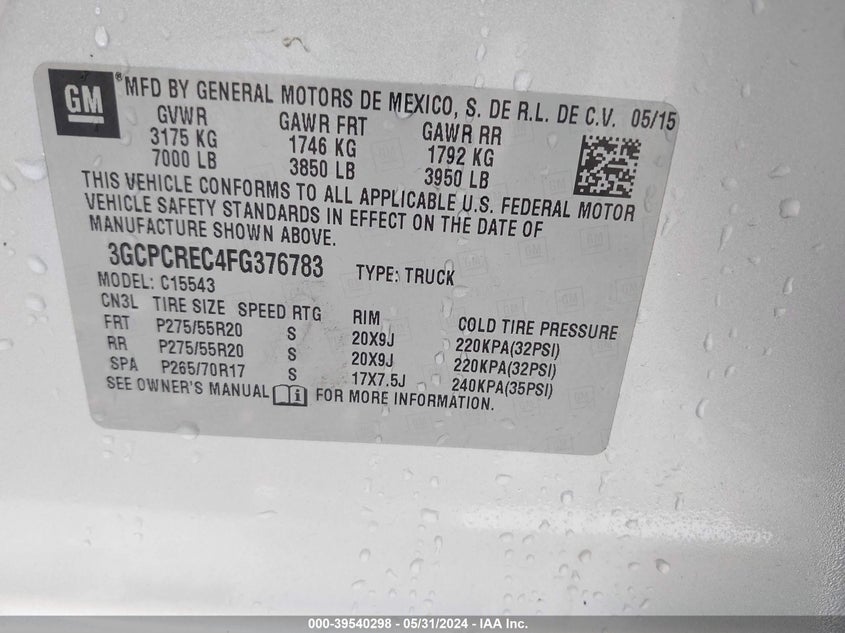 GM ® MFD BY GENERAL MOTORS DE MEXICO, S. DE R.L. DE C.V. 05/15
GVWR GAWR FRT GAWR RR
3175 KG 1746 KG 1792 KG
7000 LB 3850 LB 3950 LB
THIS VEHICLE CONFORMS TO ALL APPLICABLE U.S. FEDERAL MOTOR
VEHICLE SAFETY STANDARDS IN EFFECT ON THE DATE OF
MANUFACTURE SHOWN ABOVE.
3GCPCREC4FG376783 TYPE: TRUCK
MODEL: C15543
CN3L TIRE SIZE SPEED RTG RIM COLD TIRE PRESSURE
FRT P275/55R20 S 20X9J 220KPA(32PSI)
RR P275/55R20 S 20X9J 220KPA(32PSI)
SPA P265/70R17 S 17X7.5J 240KPA(35PSI)
SEE OWNER'S MANUAL FOR MORE INFORMATION.
000-39540298 - 05/31/2024 - IAA Inc.